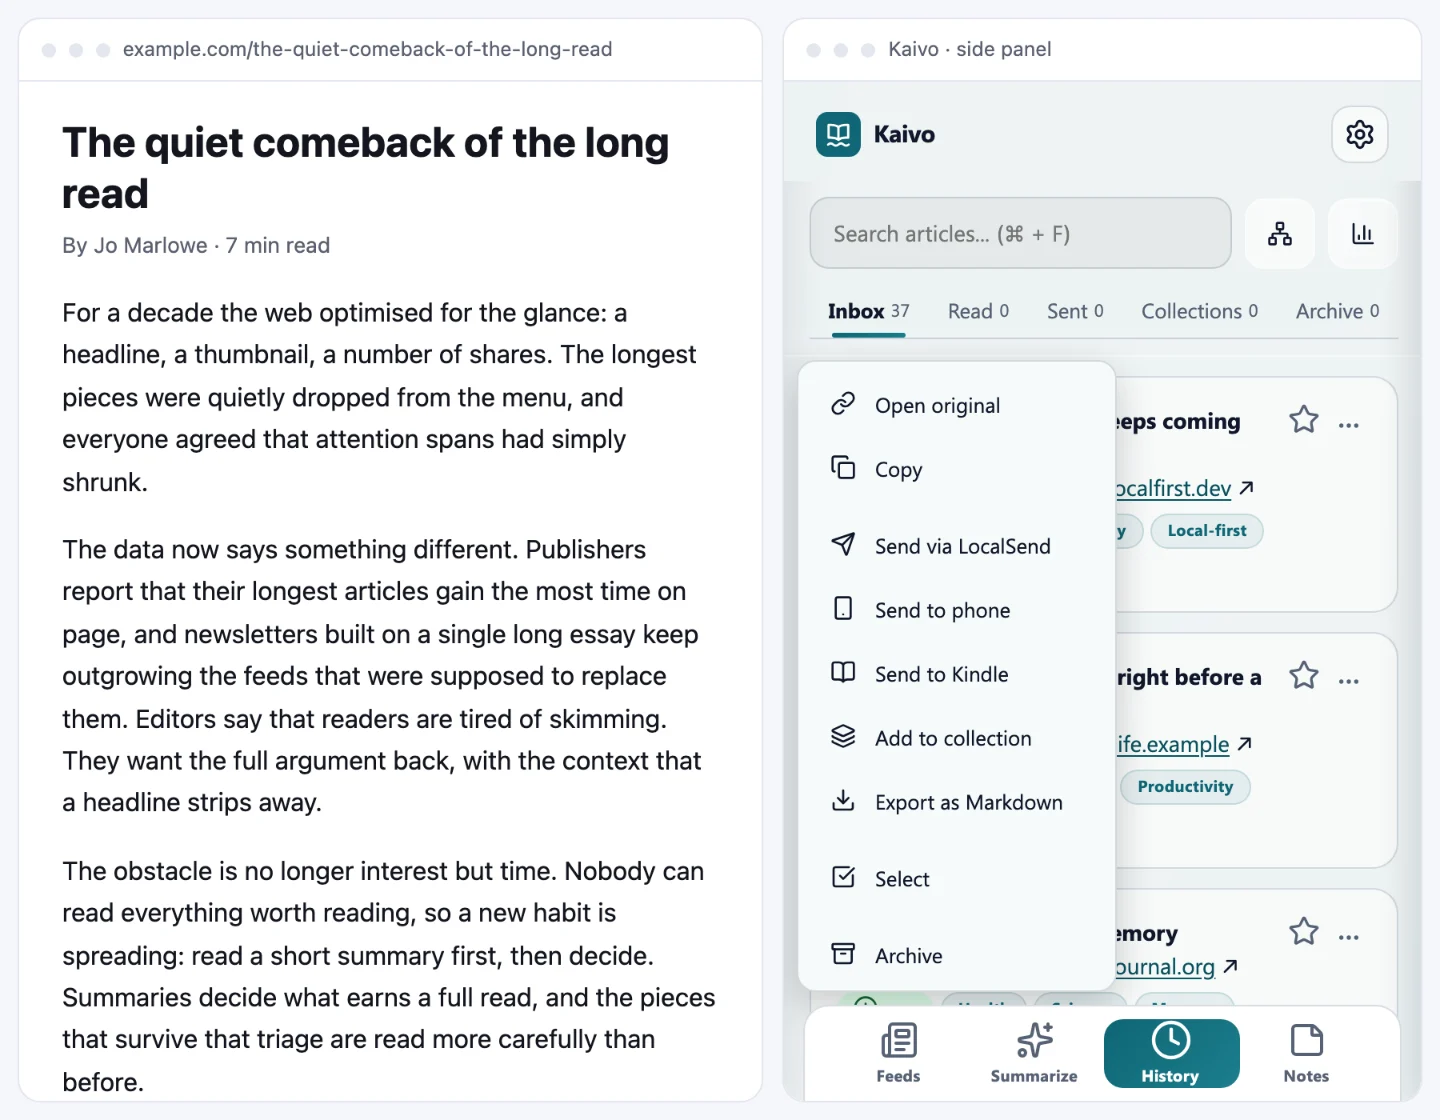 example.com/the-quiet-comeback-of-the-long-read
The quiet comeback of the long
read
By Jo Marlowe · 7 min read
For a decade the web optimised for the glance: a
headline, a thumbnail, a number of shares. The longest
pieces were quietly dropped from the menu, and
everyone agreed that attention spans had simply
shrunk.
The data now says something different. Publishers
report that their longest articles gain the most time on
page, and newsletters built on a single long essay keep
outgrowing the feeds that were supposed to replace
them. Editors say that readers are tired of skimming.
They want the full argument back, with the context that
a headline strips away.
The obstacle is no longer interest but time. Nobody can
read everything worth reading, so a new habit is
spreading: read a short summary first, then decide.
Summaries decide what earns a full read, and the pieces
that survive that triage are read more carefully than
before.
Kaivo · side panel
Kaivo
Search articles... (⌘ + F)
Inbox 37 Read 0 Sent 0 Collections 0 Archive 0
Open original
Copy
Send via LocalSend
Send to phone
Send to Kindle
Add to collection
Export as Markdown
Select
Archive
eeps coming
ocalfirst.dev
y Local-first
right before a
ife.example
Productivity
emory
ournal.org
Feeds Summarize History Notes